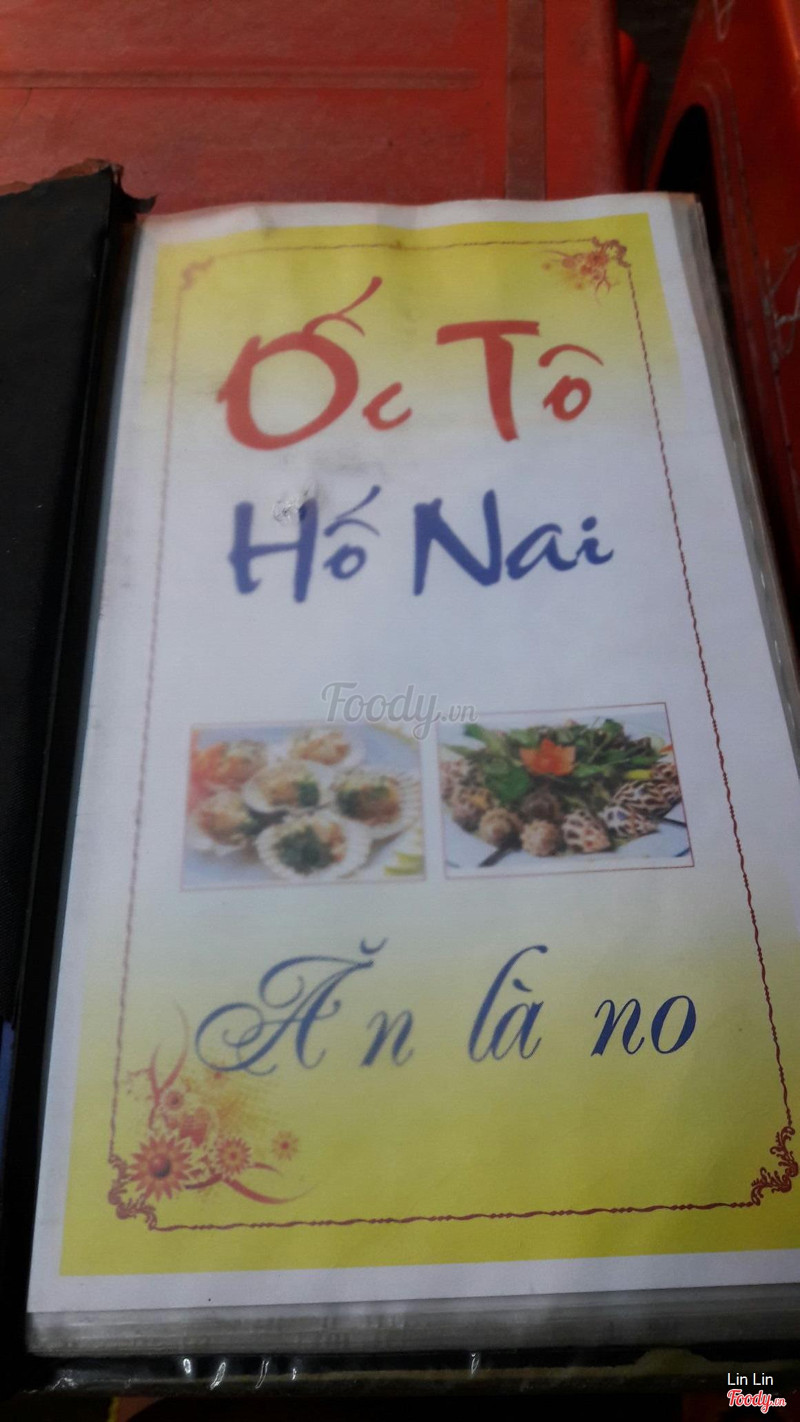 Ốc Tô
Hố Nai
Foody.vn
Ăn là no
Lin Lin
Foody.vn